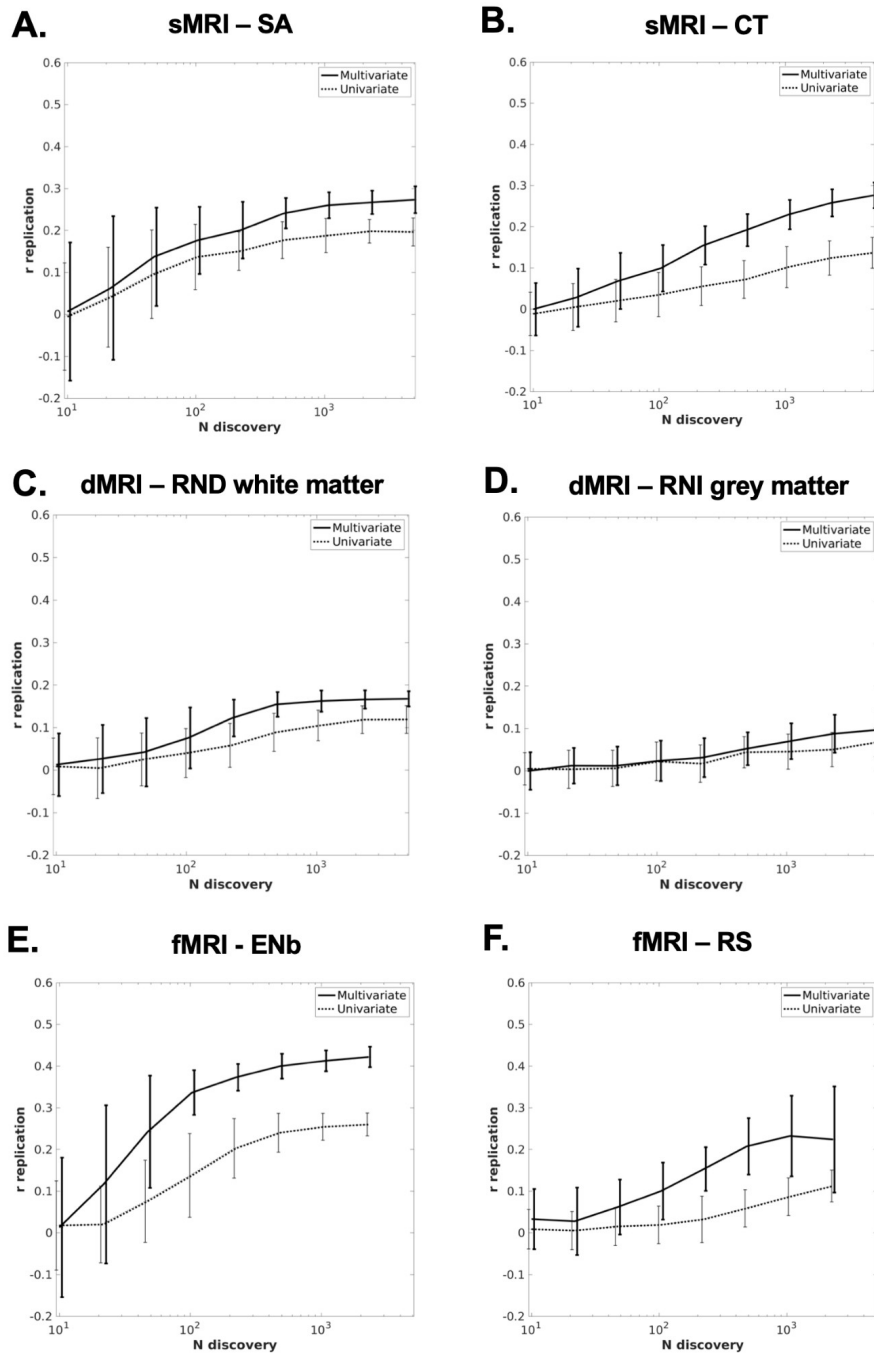 A.
sMRI – SA
Multivariate
Univariate
0.6
0.5
0.4
0.3
0.2
0.1
0
-0.1
-0.2
r replication
10^1
10^2
10^3
N discovery
B.
sMRI – CT
Multivariate
Univariate
0.6
0.5
0.4
0.3
0.2
0.1
0
-0.1
-0.2
r replication
10^1
10^2
10^3
N discovery
C.
dMRI – RND white matter
Multivariate
Univariate
0.6
0.5
0.4
0.3
0.2
0.1
0
-0.1
-0.2
r replication
10^1
10^2
10^3
N discovery
D.
dMRI – RNI grey matter
Multivariate
Univariate
0.6
0.5
0.4
0.3
0.2
0.1
0
-0.1
-0.2
r replication
10^1
10^2
10^3
N discovery
E.
fMRI - ENb
Multivariate
Univariate
0.6
0.5
0.4
0.3
0.2
0.1
0
-0.1
-0.2
r replication
10^1
10^2
10^3
N discovery
F.
fMRI – RS
Multivariate
Univariate
0.6
0.5
0.4
0.3
0.2
0.1
0
-0.1
-0.2
r replication
10^1
10^2
10^3
N discovery